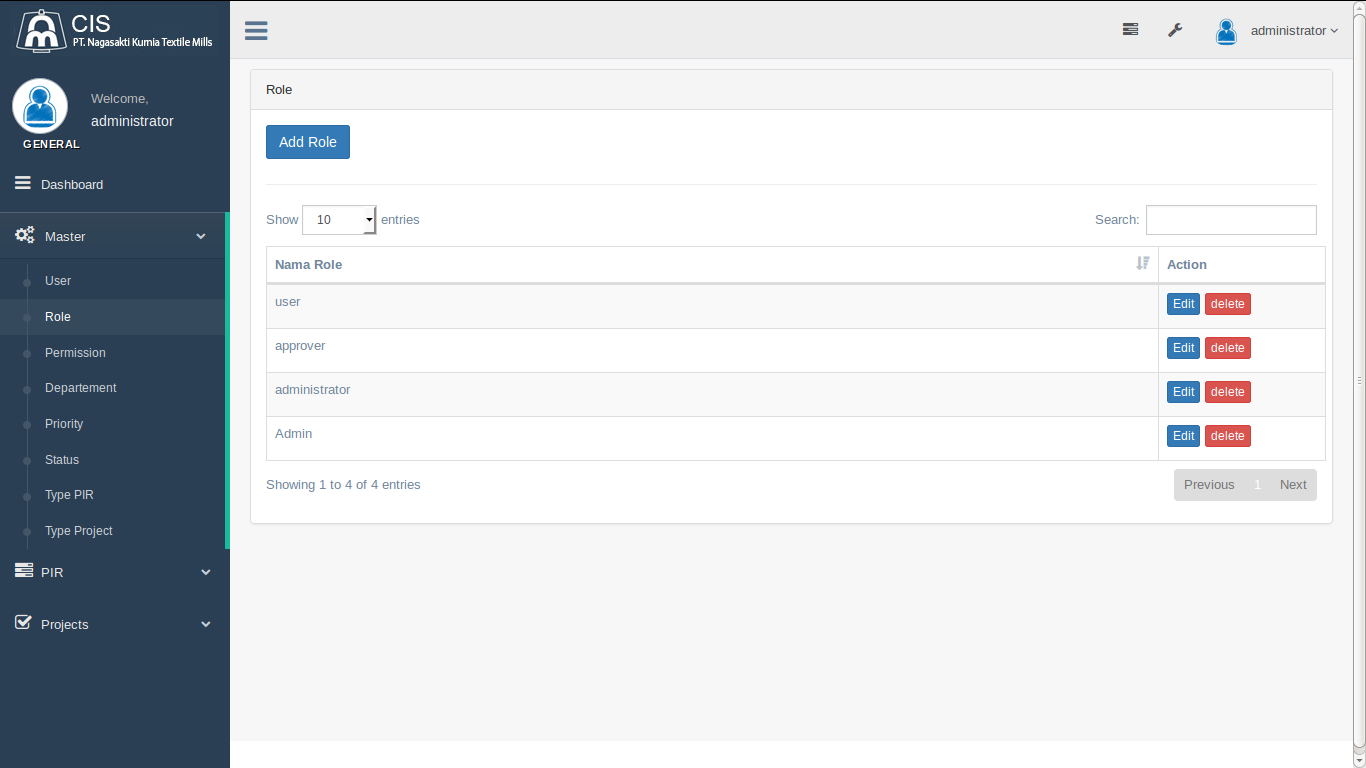 CIS
PT. Nagasakti Kurnia Textile Mills
administrator
Welcome,
administrator
GENERAL
Dashboard
Master
User
Role
Permission
Departement
Priority
Status
Type PIR
Type Project
PIR
Projects
Role
Add Role
Show 10 entries
Search:
Nama Role Action
user Edit delete
approver Edit delete
administrator Edit delete
Admin Edit delete
Showing 1 to 4 of 4 entries
Previous 1 Next